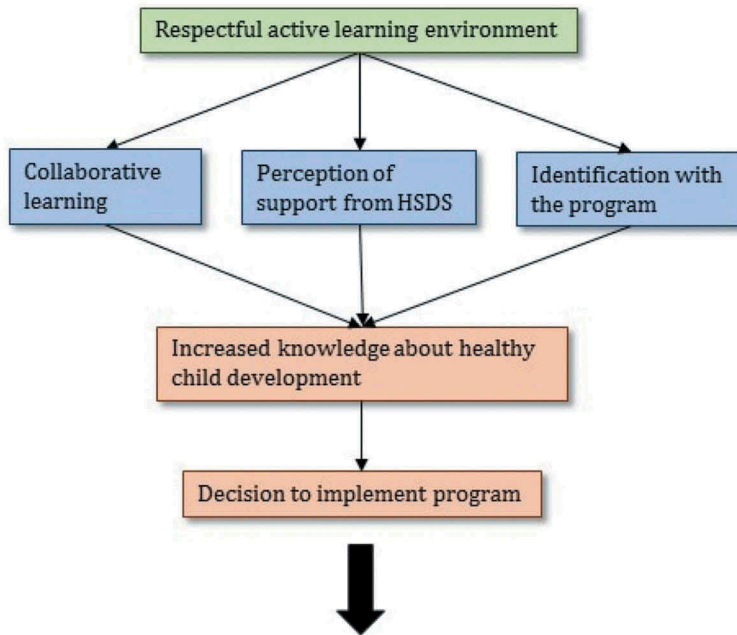 Respectful active learning environment
Collaborative
learning
Perception of
support from HSDS
Identification with
the program
Increased knowledge about healthy
child development
Decision to implement program